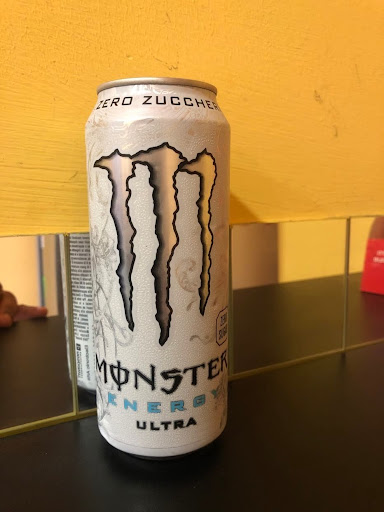 ZERO ZUCCHER
MONSTER
ENERGY
ULTRA